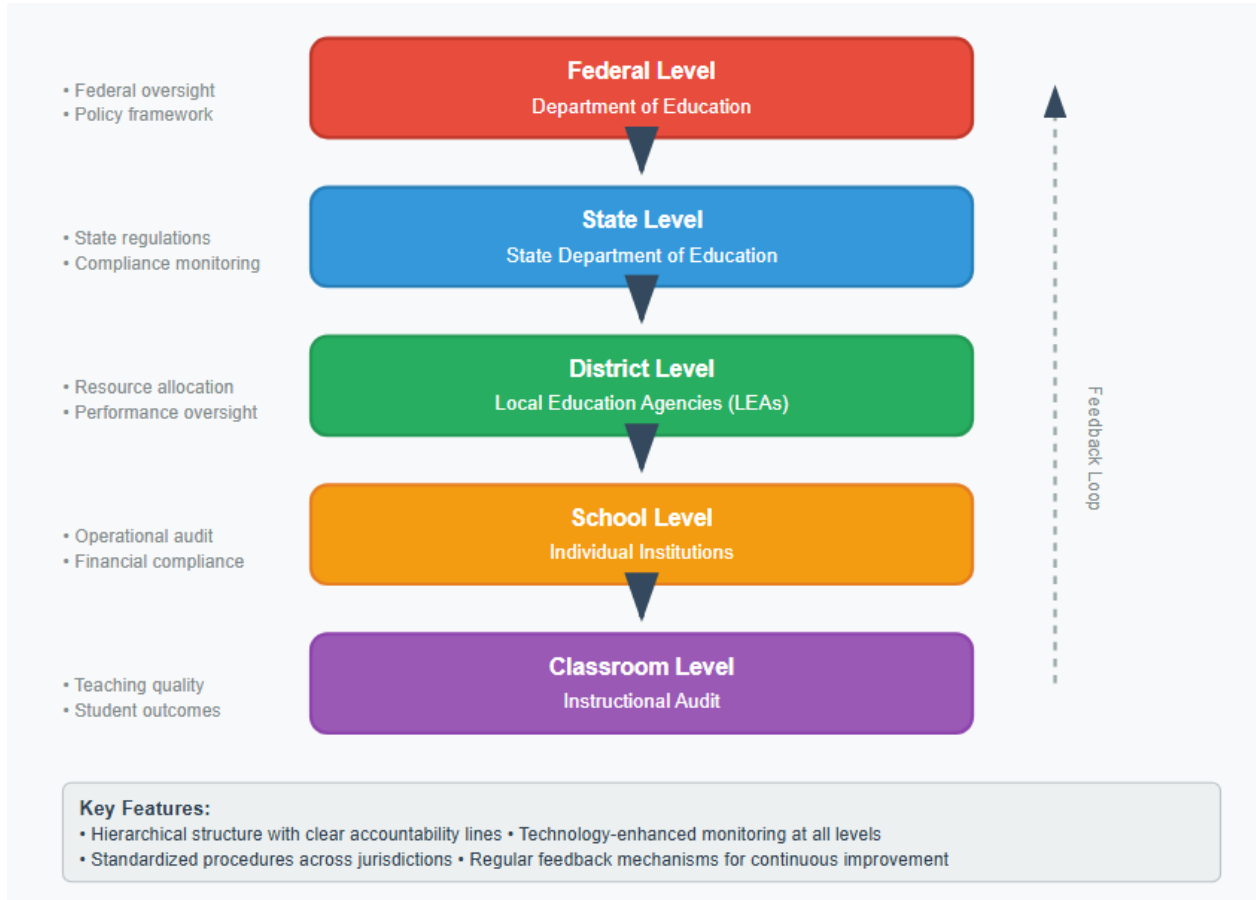 Federal Level
Department of Education
• Federal oversight
• Policy framework
State Level
State Department of Education
• State regulations
• Compliance monitoring
District Level
Local Education Agencies (LEAs)
• Resource allocation
• Performance oversight
School Level
Individual Institutions
• Operational audit
• Financial compliance
Classroom Level
Instructional Audit
• Teaching quality
• Student outcomes
Feedback Loop
Key Features:
• Hierarchical structure with clear accountability lines • Technology-enhanced monitoring at all levels
• Standardized procedures across jurisdictions • Regular feedback mechanisms for continuous improvement